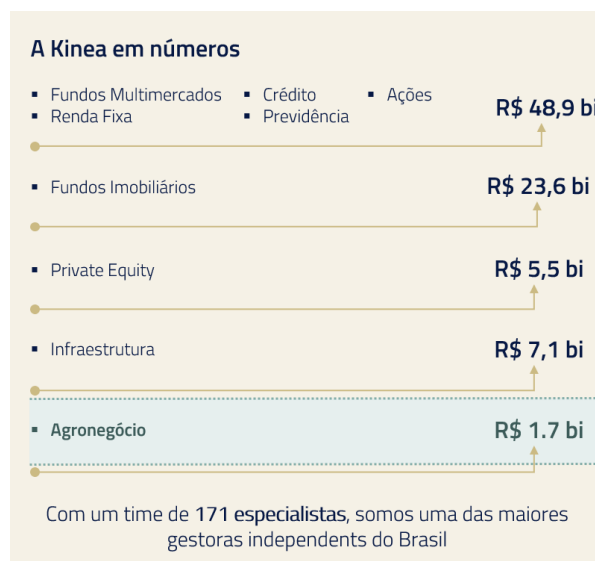 A Kinea em números
▪ Fundos Multimercados ▪ Crédito ▪ Ações
▪ Renda Fixa ▪ Previdência
R$ 48,9 bi
▪ Fundos Imobiliários R$ 23,6 bi
▪ Private Equity R$ 5,5 bi
▪ Infraestrutura R$ 7,1 bi
▪ Agronegócio R$ 1.7 bi
Com um time de 171 especialistas, somos uma das maiores
gestoras independents do Brasil